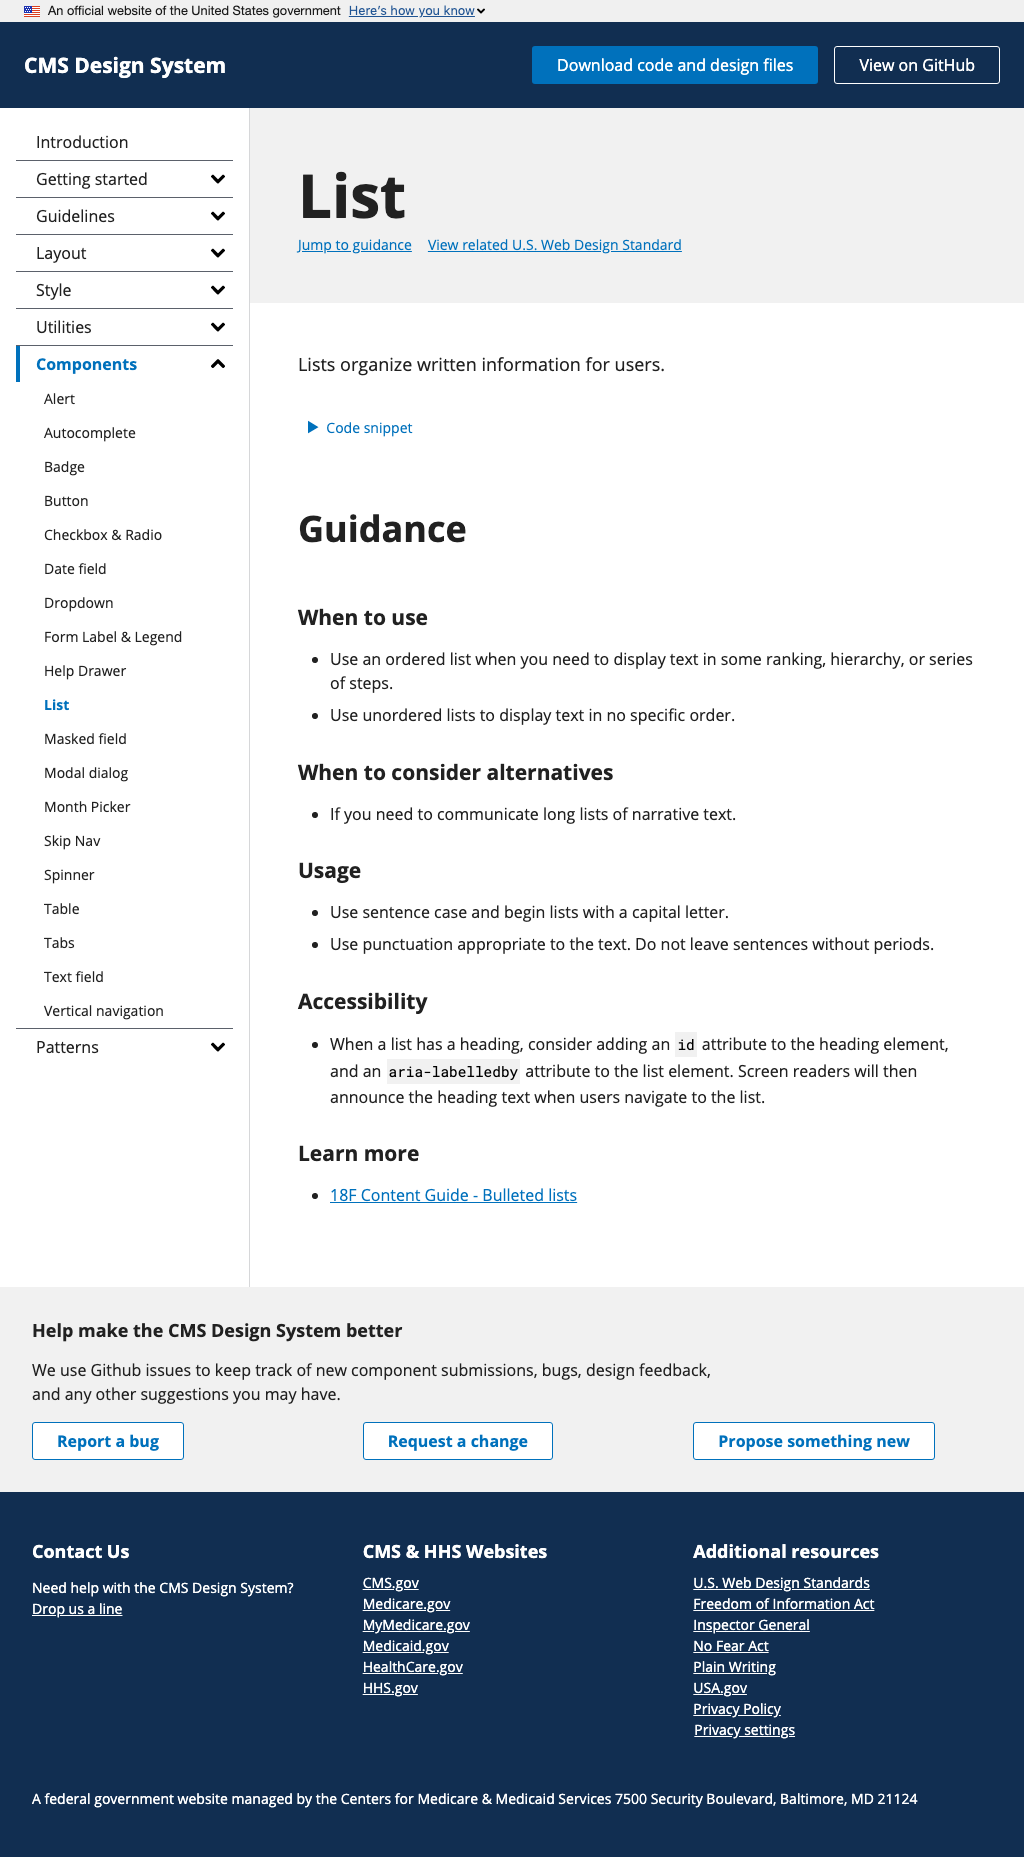 An official website of the United States government Here's how you know
CMS Design System
Download code and design files
View on GitHub
Introduction
Getting started
Guidelines
Layout
Style
Utilities
Components
Alert
Autocomplete
Badge
Button
Checkbox & Radio
Date field
Dropdown
Form Label & Legend
Help Drawer
List
Masked field
Modal dialog
Month Picker
Skip Nav
Spinner
Table
Tabs
Text field
Vertical navigation
Patterns
List
Jump to guidance View related U.S. Web Design Standard
Lists organize written information for users.
Code snippet
Guidance
When to use
• Use an ordered list when you need to display text in some ranking, hierarchy, or series
of steps.
• Use unordered lists to display text in no specific order.
When to consider alternatives
• If you need to communicate long lists of narrative text.
Usage
• Use sentence case and begin lists with a capital letter.
• Use punctuation appropriate to the text. Do not leave sentences without periods.
Accessibility
• When a list has a heading, consider adding an id attribute to the heading element,
and an aria-labelledby attribute to the list element. Screen readers will then
announce the heading text when users navigate to the list.
Learn more
• 18F Content Guide - Bulleted lists
Help make the CMS Design System better
We use Github issues to keep track of new component submissions, bugs, design feedback,
and any other suggestions you may have.
Report a bug
Request a change
Propose something new
Contact Us
Need help with the CMS Design System?
Drop us a line
CMS & HHS Websites
CMS.gov
Medicare.gov
MyMedicare.gov
Medicaid.gov
HealthCare.gov
HHS.gov
Additional resources
U.S. Web Design Standards
Freedom of Information Act
Inspector General
No Fear Act
Plain Writing
USA.gov
Privacy Policy
Privacy settings
A federal government website managed by the Centers for Medicare & Medicaid Services 7500 Security Boulevard, Baltimore, MD 21124